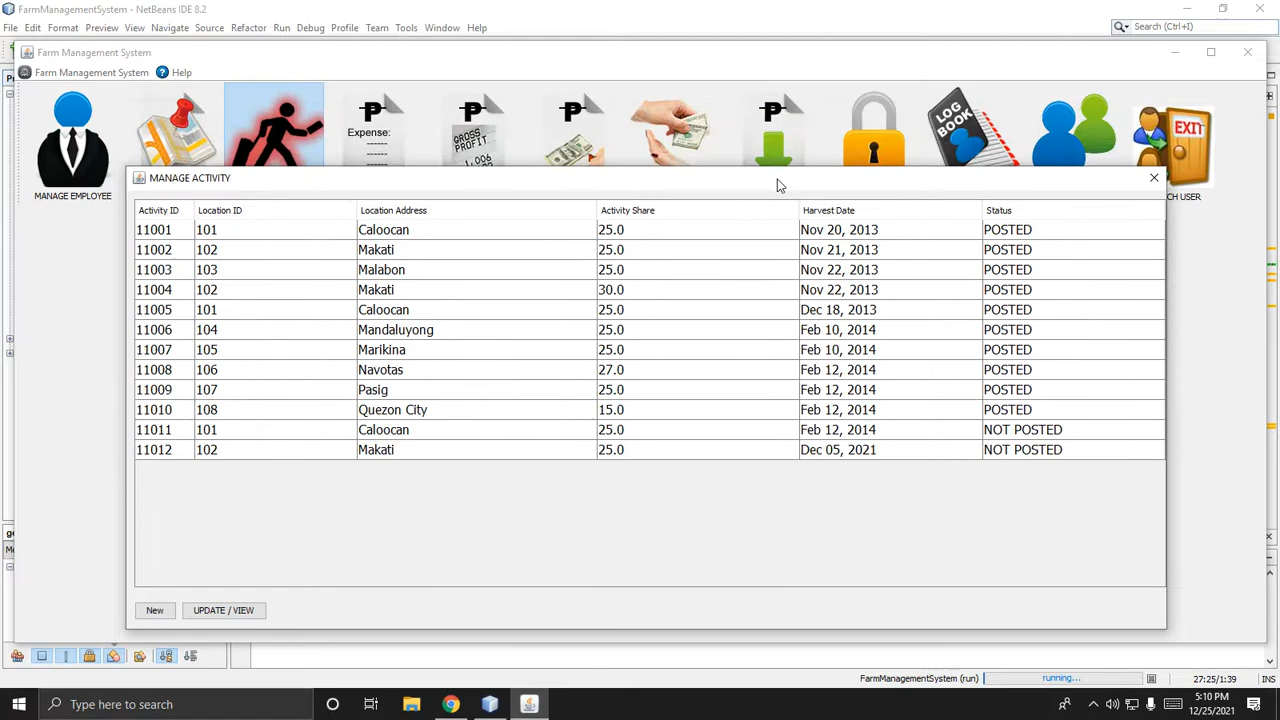 FarmManagementSystem - NetBeans IDE 8.2
File Edit Format Preview View Navigate Source Refactor Run Debug Profile Team Tools Window Help
Search (Ctrl+I)
Farm Management System
Farm Management System Help
Expense:
GROSS
PROFIT
LOG
BOOK
EXIT
MANAGE EMPLOYEE
CH USER
MANAGE ACTIVITY
Activity ID Location ID Location Address Activity Share Harvest Date Status
11001 101 Caloocan 25.0 Nov 20, 2013 POSTED
11002 102 Makati 25.0 Nov 21, 2013 POSTED
11003 103 Malabon 25.0 Nov 22, 2013 POSTED
11004 102 Makati 30.0 Nov 22, 2013 POSTED
11005 101 Caloocan 25.0 Dec 18, 2013 POSTED
11006 104 Mandaluyong 25.0 Feb 10, 2014 POSTED
11007 105 Marikina 25.0 Feb 10, 2014 POSTED
11008 106 Navotas 27.0 Feb 12, 2014 POSTED
11009 107 Pasig 25.0 Feb 12, 2014 POSTED
11010 108 Quezon City 15.0 Feb 12, 2014 POSTED
11011 101 Caloocan 25.0 Feb 12, 2014 NOT POSTED
11012 102 Makati 25.0 Dec 05, 2021 NOT POSTED
New UPDATE / VIEW
FarmManagementSystem (run) running... 27:25/1:39 INS
Type here to search
5:10 PM
12/25/2021